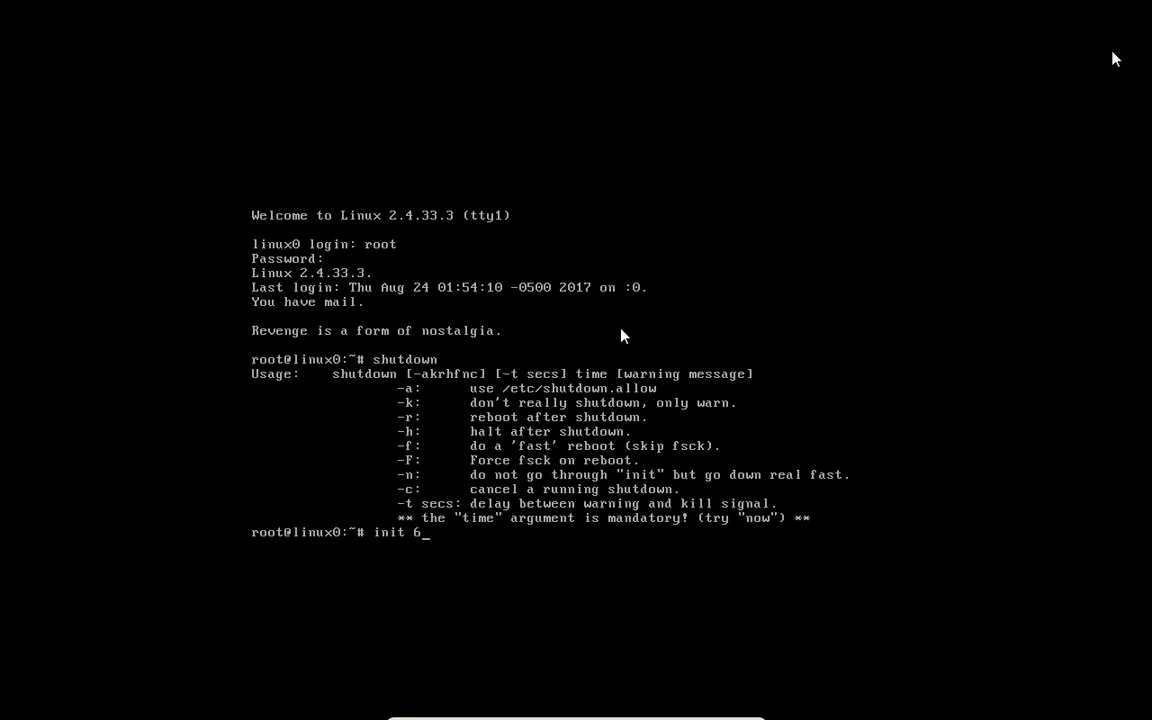 Welcome to Linux 2.4.33.3 (tty1)
linux0 login: root
Password:
Linux 2.4.33.3.
Last login: Thu Aug 24 01:54:10 -0500 2017 on :0.
You have mail.
Revenge is a form of nostalgia.
root@linux0:~# shutdown
Usage:    shutdown [-akrhfnc] [-t secs] time [warning message]
-a:      use /etc/shutdown.allow
-k:      don't really shutdown, only warn.
-r:      reboot after shutdown.
-h:      halt after shutdown.
-f:      do a 'fast' reboot (skip fsck).
-F:      Force fsck on reboot.
-n:      do not go through "init" but go down real fast.
-c:      cancel a running shutdown.
-t secs: delay between warning and kill signal.
** the "time" argument is mandatory! (try "now") **
root@linux0:~# init 6_